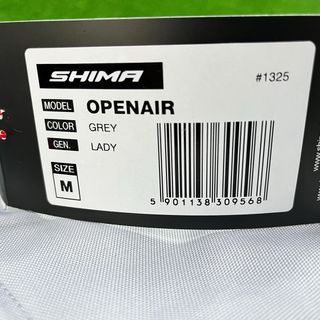 SHIMA
#1325
MODEL OPENAIR
COLOR GREY
GEN. LADY
SIZE
M
5 901138 309568